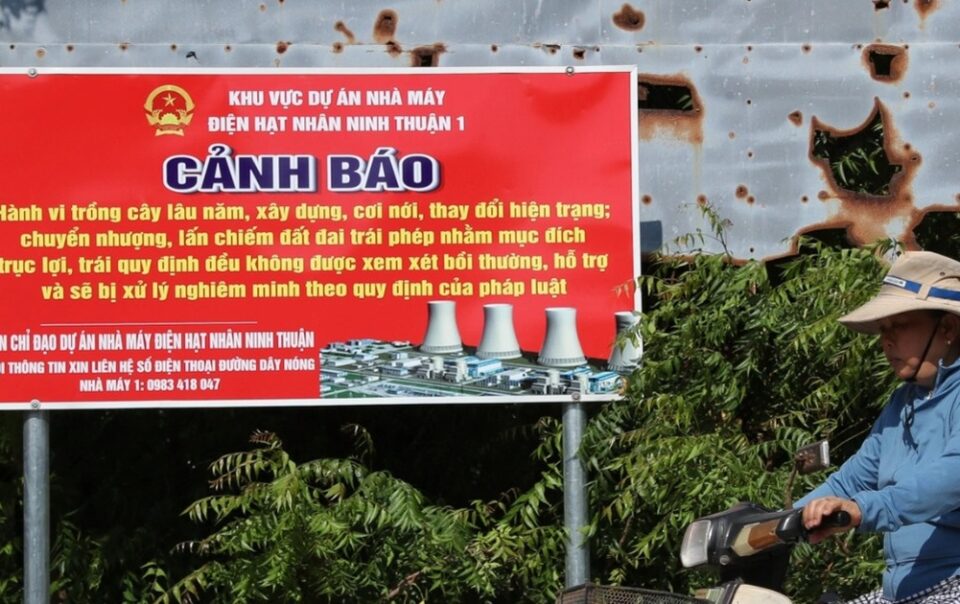 KHU VỰC DỰ ÁN NHÀ MÁY
ĐIỆN HẠT NHÂN NINH THUẬN 1
CẢNH BÁO
Hành vi trồng cây lâu năm, xây dựng, cơi nới, thay đổi hiện trạng;
chuyển nhượng, lấn chiếm đất đai trái phép nhằm mục đích
trục lợi, trái quy định đều không được xem xét bồi thường, hỗ trợ
và sẽ bị xử lý nghiêm minh theo quy định của pháp luật
CHỈ ĐẠO DỰ ÁN NHÀ MÁY ĐIỆN HẠT NHÂN NINH THUẬN
THÔNG TIN XIN LIÊN HỆ SỐ ĐIỆN THOẠI ĐƯỜNG DÂY NÓNG
NHÀ MÁY 1: 0983 418 047